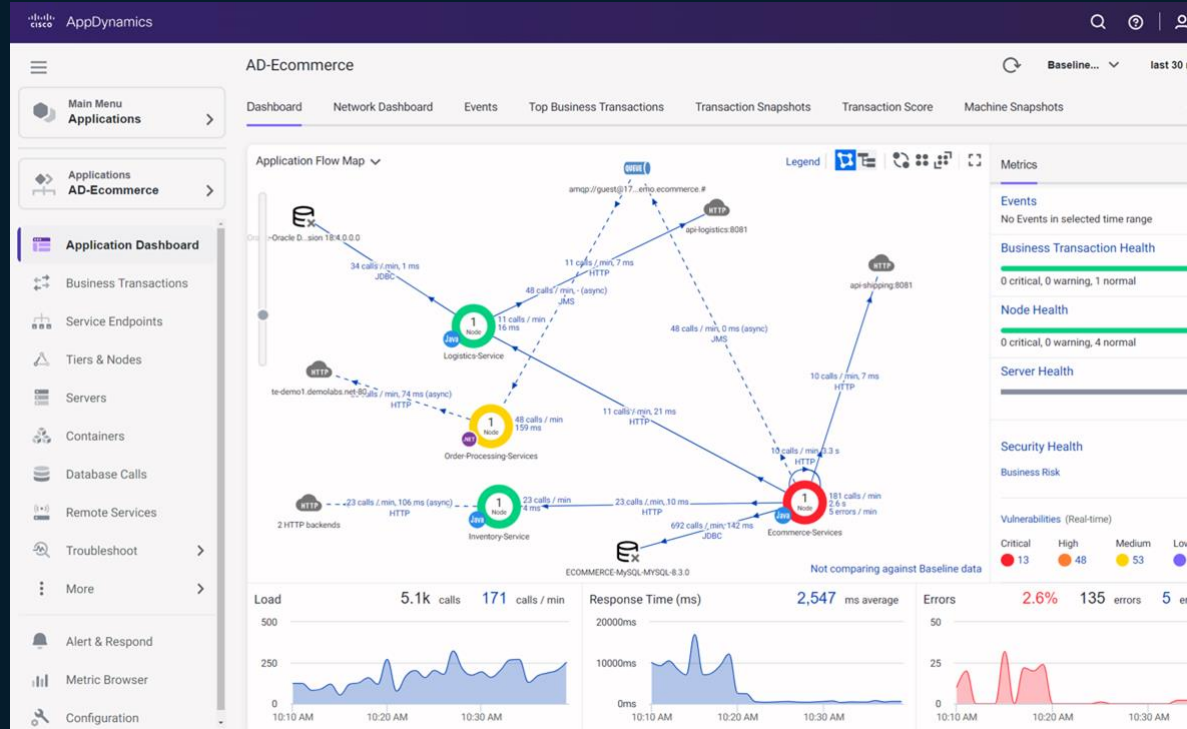 cisco AppDynamics
AD-Ecommerce
Baseline...
last 30
Main Menu
Applications
Applications
AD-Ecommerce
Application Dashboard
Business Transactions
Service Endpoints
Tiers & Nodes
Servers
Containers
Database Calls
Remote Services
Troubleshoot
More
Alert & Respond
Metric Browser
Configuration
Dashboard
Network Dashboard
Events
Top Business Transactions
Transaction Snapshots
Transaction Score
Machine Snapshots
Application Flow Map
Legend
QUEUE
amqp://guest@17...emo.ecommerce.#
HTTP
api-logistics:8081
-Oracle D...sion 18.4.0.0.0
34 calls / min, 1 ms
JDBC
11 calls / min, 7 ms
HTTP
48 calls / min, - (async)
JMS
HTTP
api-shipping:8081
1
Node
Java
11 calls / min
16 ms
Logistics-Service
48 calls / min, 0 ms (async)
JMS
HTTP
te-demo1.demolabs.net-80
calls / min, 74 ms (async)
HTTP
10 calls / min, 7 ms
HTTP
1
Node
.NET
48 calls / min
159 ms
Order-Processing-Services
11 calls / min, 21 ms
HTTP
10 calls / min, 3.3 s
HTTP
HTTP
2 HTTP backends
23 calls / min, 106 ms (async)
HTTP
1
Node
Java
23 calls / min
4 ms
Inventory-Service
23 calls / min, 10 ms
HTTP
1
Node
Java
181 calls / min
2.6 s
5 errors / min
Ecommerce-Services
692 calls / min, 142 ms
JDBC
ECOMMERCE-MySQL-MYSQL-8.3.0
Not comparing against Baseline data
Metrics
Events
No Events in selected time range
Business Transaction Health
0 critical, 0 warning, 1 normal
Node Health
0 critical, 0 warning, 4 normal
Server Health
Security Health
Business Risk
Vulnerabilities (Real-time)
Critical
High
Medium
13
48
53
Load
5.1k calls
171 calls / min
500
250
0
10:10 AM
10:20 AM
10:30 AM
Response Time (ms)
2,547 ms average
20000ms
10000ms
0ms
10:10 AM
10:20 AM
10:30 AM
Errors
2.6%
135 errors
5
50
25
0
10:10 AM
10:20 AM
10:30 AM